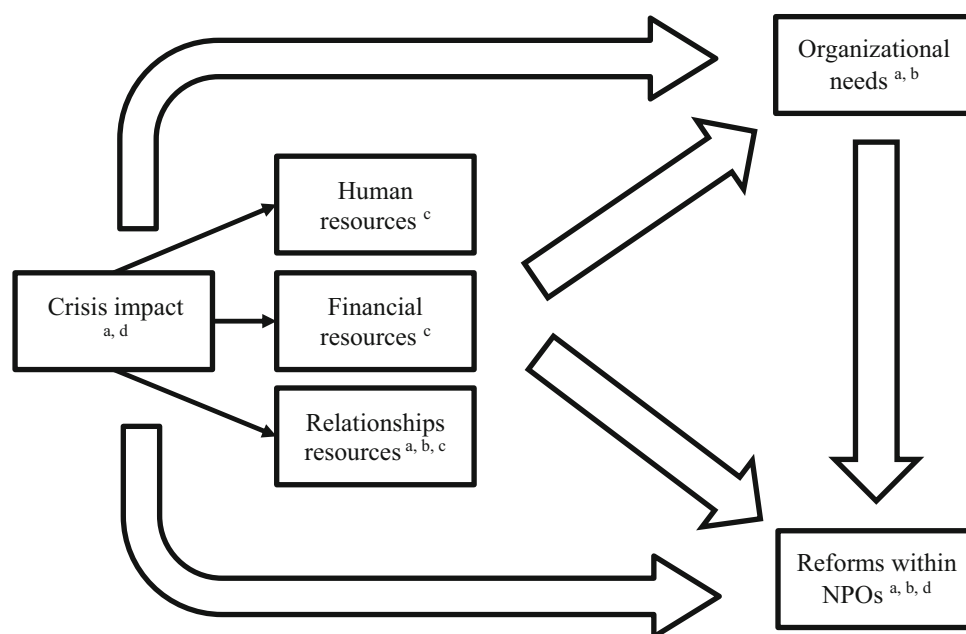 Organizational
needs a, b
Human
resources c
Crisis impact
a, d
Financial
resources c
Relationships
resources a, b, c
Reforms within
NPOs a, b, d